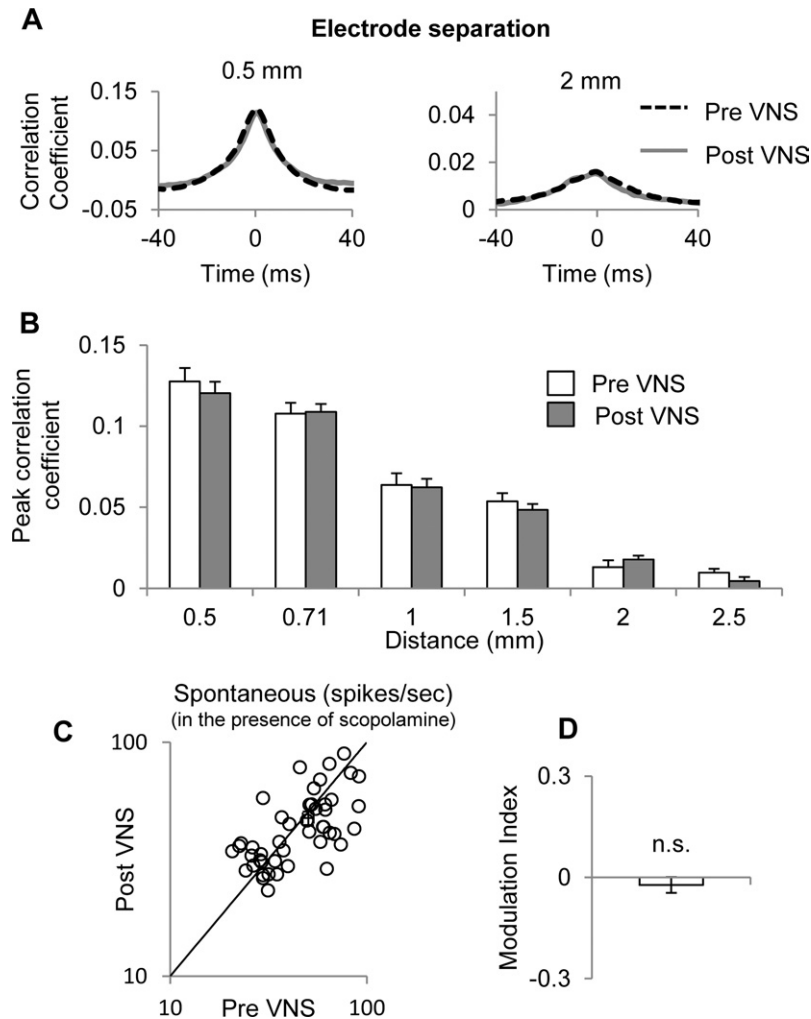 A
Electrode separation
0.5 mm
2 mm
Correlation
Coefficient
0.15
0.05
-0.05
-40
0
40
Time (ms)
0.04
0.02
0
-40
0
40
Time (ms)
Pre VNS
Post VNS
B
Peak correlation
coefficient
0.15
0.1
0.05
0
Pre VNS
Post VNS
0.5
0.71
1
1.5
2
2.5
Distance (mm)
C
Spontaneous (spikes/sec)
(in the presence of scopolamine)
100
Post VNS
10
10
Pre VNS
100
D
Modulation Index
0.3
n.s.
0
-0.3